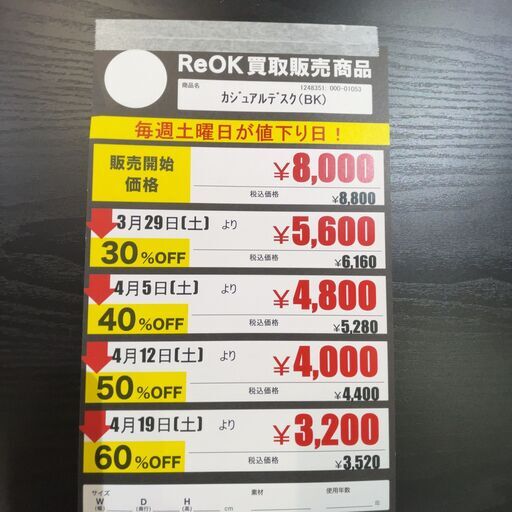 ReOK 買取販売商品
商品名 1248351: 000-01053
カジュアルデスク(BK)
毎週土曜日が値下り日！
販売開始価格 ¥8,000
税込価格 ¥8,800
3月29日(土) より ¥5,600
30%OFF 税込価格 ¥6,160
4月5日(土) より ¥4,800
40%OFF 税込価格 ¥5,280
4月12日(土) より ¥4,000
50%OFF 税込価格 ¥4,400
4月19日(土) より ¥3,200
60%OFF 税込価格 ¥3,520
サイズ 素材 使用年数
W(幅) D(奥行) H(高) cm 迄